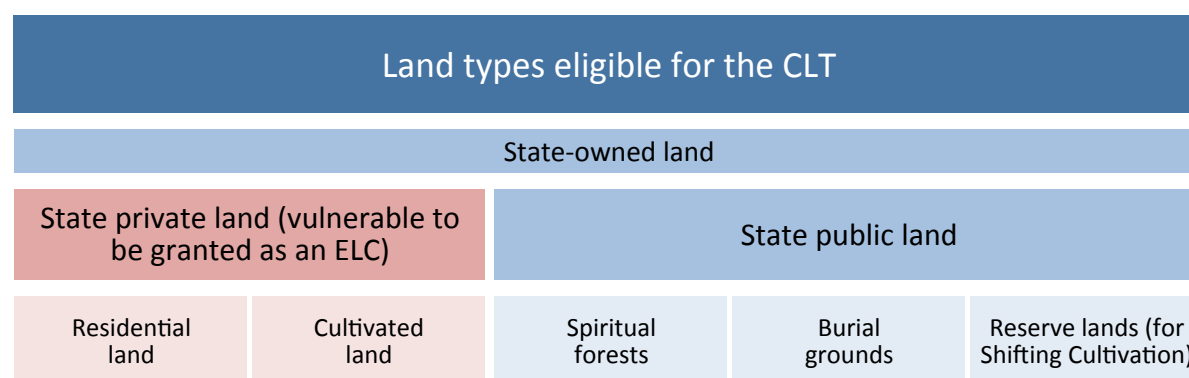 Land types eligible for the CLT
State-owned land
State private land (vulnerable to
be granted as an ELC)
State public land
Residential
land
Cultivated
land
Spiritual
forests
Burial
grounds
Reserve lands (for
Shifting Cultivation)